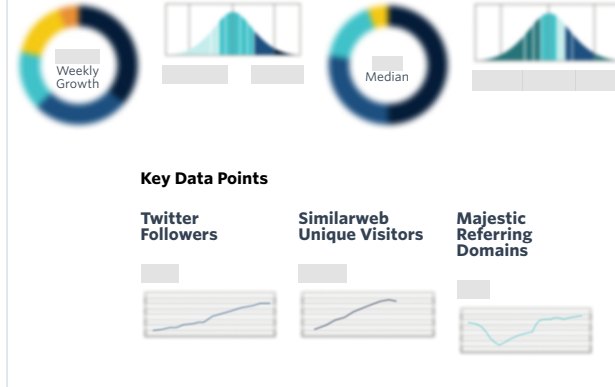 Weekly
Growth
Median
Key Data Points
Twitter
Followers
Similarweb
Unique Visitors
Majestic
Referring
Domains